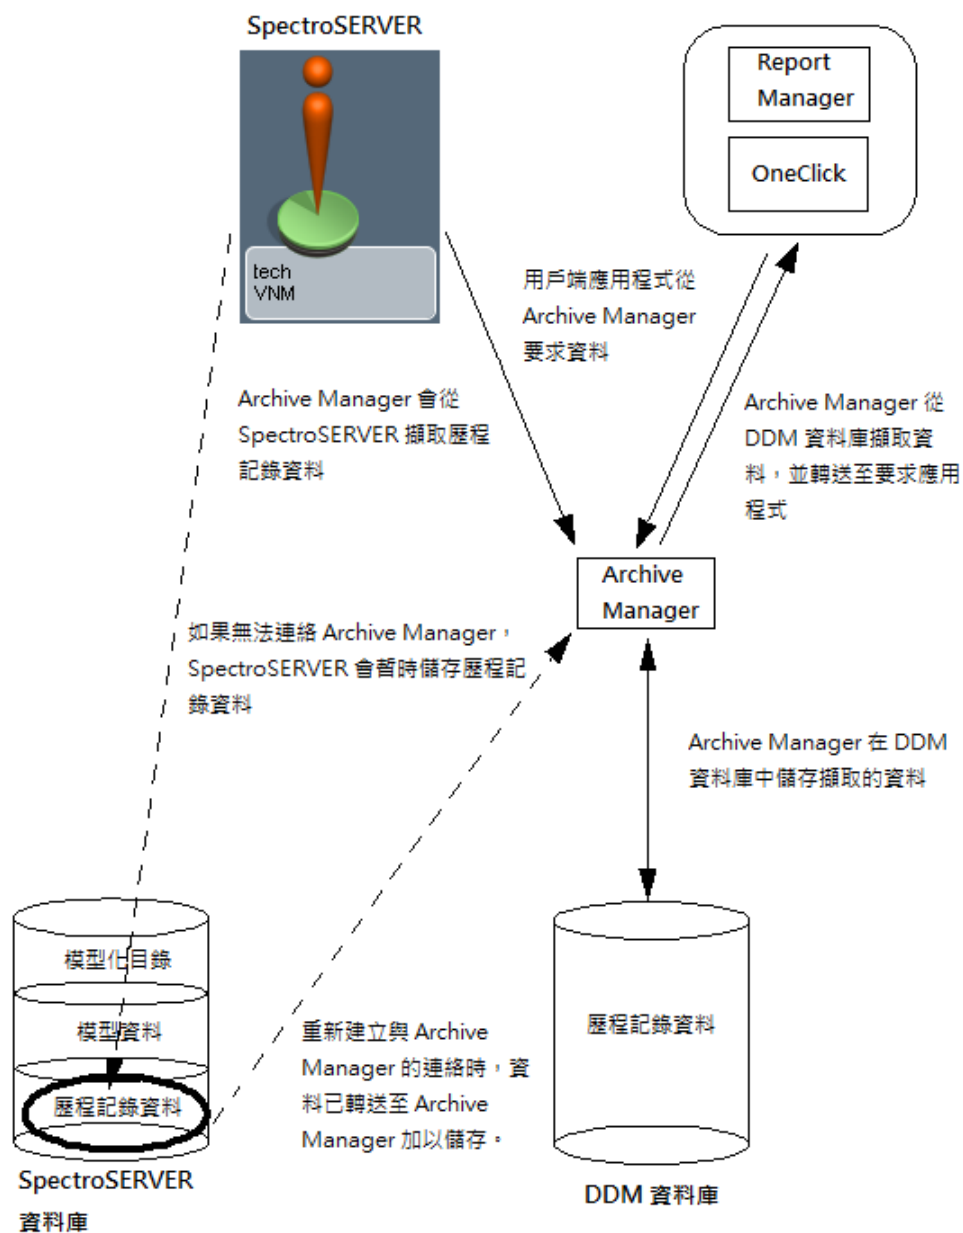 SpectroSERVER
Report
Manager
OneClick
tech
VNM
用戶端應用程式從
Archive Manager
要求資料
Archive Manager 會從
SpectroSERVER 擷取歷程
記錄資料
Archive Manager 從
DDM 資料庫擷取資
料，並轉送至要求應用
程式
Archive
Manager
如果無法連絡 Archive Manager，
SpectroSERVER 會暫時儲存歷程記
錄資料
Archive Manager 在 DDM
資料庫中儲存擷取的資料
模型化目錄
模型資料
歷程記錄資料
重新建立與 Archive
Manager 的連絡時，資
料已轉送至 Archive
Manager 加以儲存。
歷程記錄資料
SpectroSERVER
資料庫
DDM 資料庫